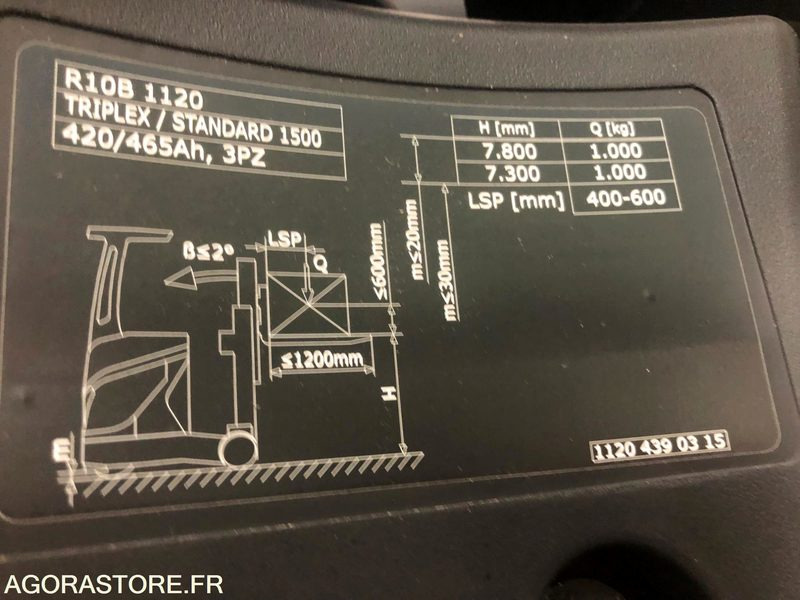 R10B 1120
TRIPLEX / STANDARD 1500
420/465Ah, 3PZ
H [mm] Q [kg]
7.800 1.000
7.300 1.000
LSP [mm] 400-600
ß≤2°
LSP
Q
≤600mm
m≤20mm
m≤30mm
≤1200mm
H
m
1120 439 03 15
AGORASTORE.FR